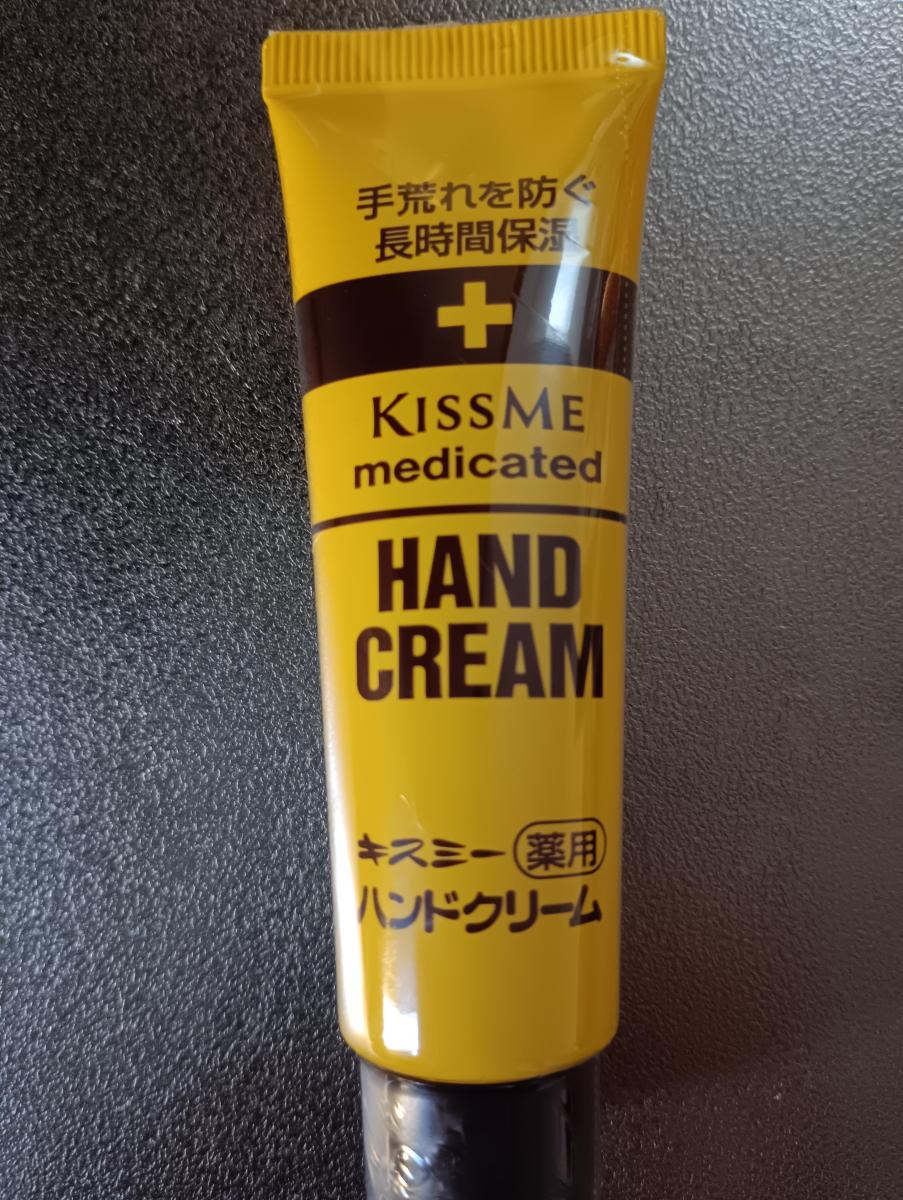 手荒れを防ぐ
長時間保湿
KISSME
medicated
HAND
CREAM
キスミー 薬用
ハンドクリーム